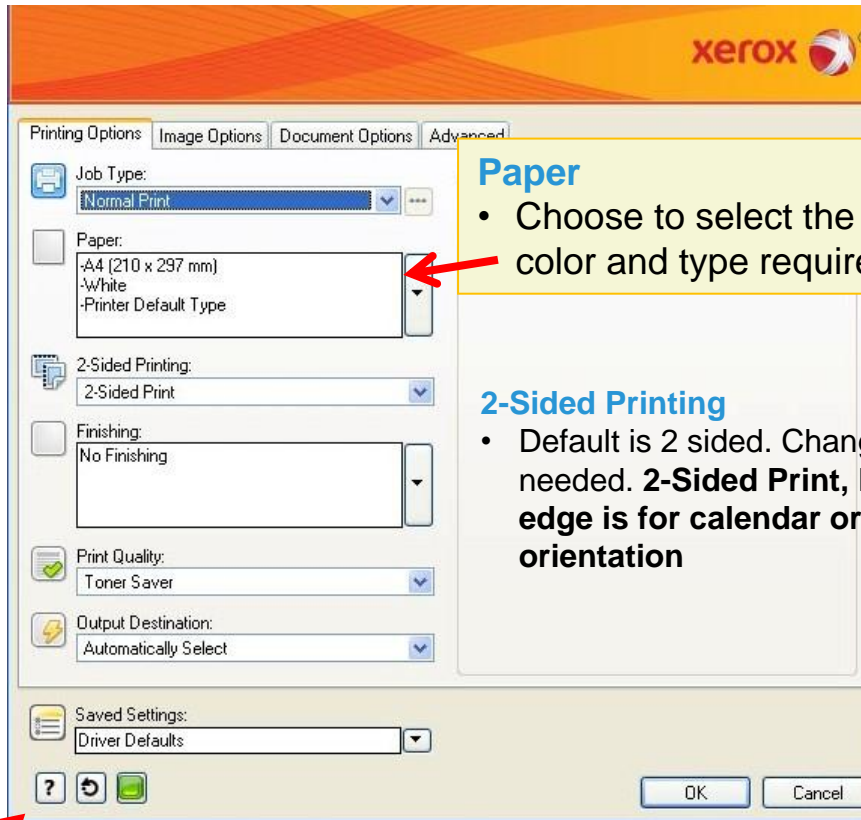 xerox
Printing Options Image Options Document Options Advanced
Job Type:
Normal Print
Paper:
-A4 (210 x 297 mm)
-White
-Printer Default Type
Paper
• Choose to select the
color and type
2-Sided Printing:
2-Sided Print
2-Sided Printing
• Default is 2 sided.
needed. 2-Sided Print,
edge is for calendar or
orientation
Finishing:
No Finishing
Print Quality:
Toner Saver
Output Destination:
Automatically Select
Saved Settings:
Driver Defaults
?
OK Cancel